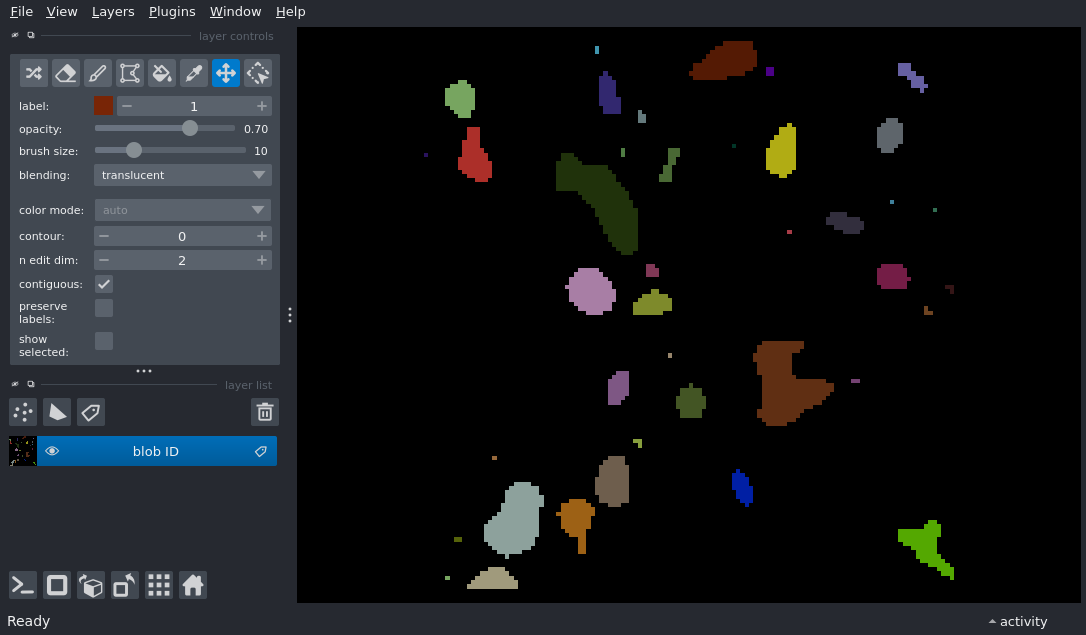 File View Layers Plugins Window Help
layer controls
label: 1
opacity: 0.70
brush size: 10
blending: translucent
color mode: auto
contour: 0
n edit dim: 2
contiguous:
preserve
labels:
show
selected:
layer list
blob ID
Ready activity